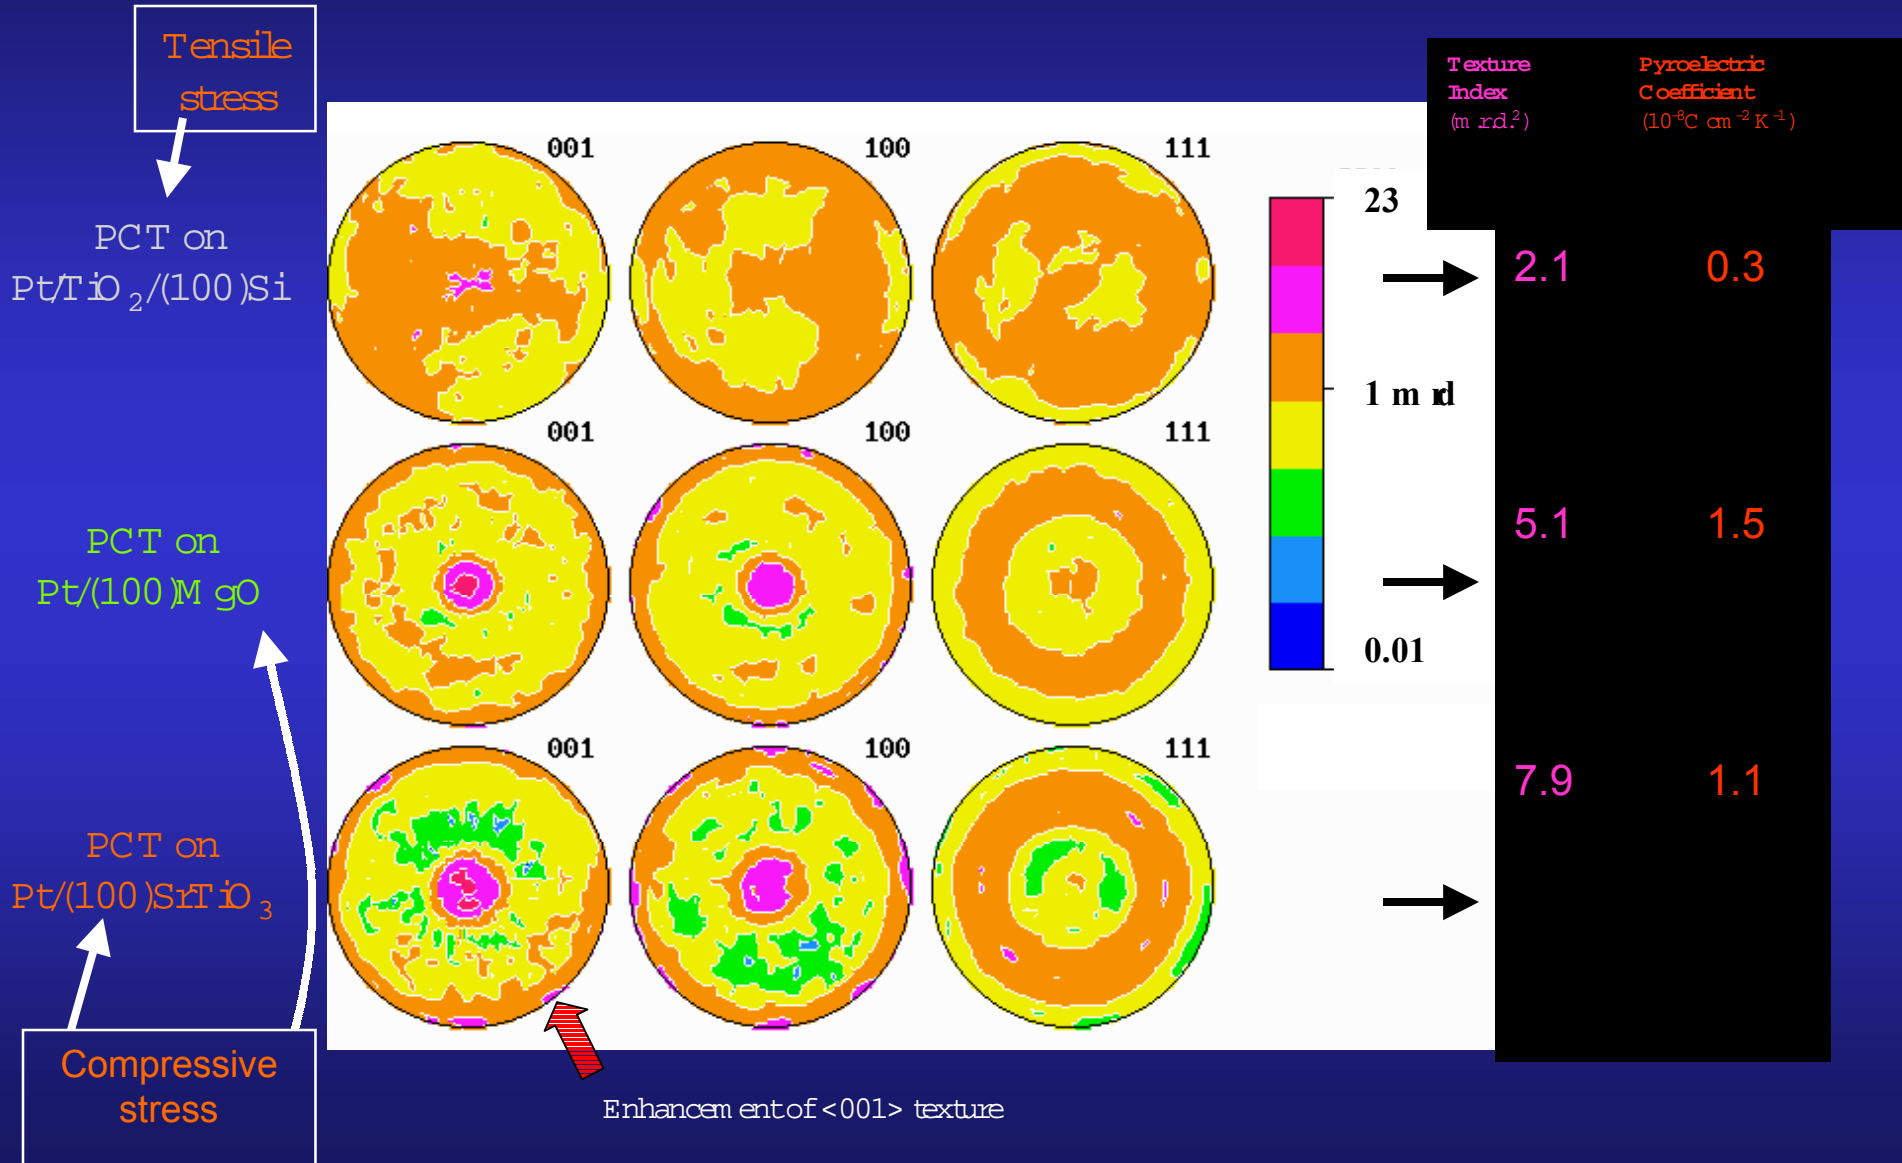 Tensile
stress
Texture
Index
(m.r.d.²)
Pyroelectric
Coefficient
(10⁻⁸C cm⁻² K⁻¹)
001
100
111
PCT on
Pt/TiO₂/(100)Si
23
1 mrd
0.01
2.1
0.3
001
100
111
PCT on
Pt/(100)MgO
5.1
1.5
001
100
111
PCT on
Pt/(100)SrTiO₃
7.9
1.1
Compressive
stress
Enhancement of <001> texture